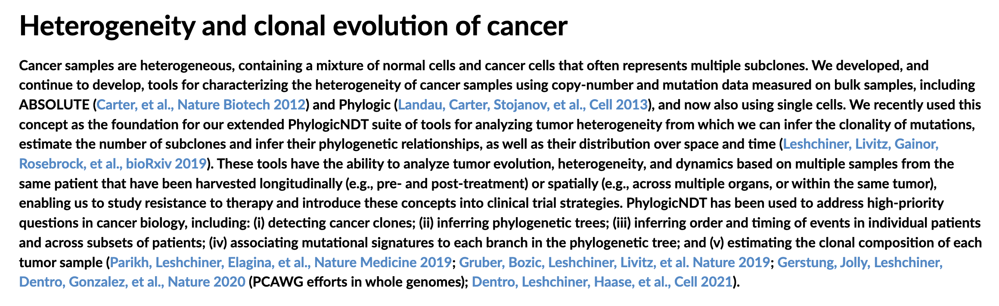 Heterogeneity and clonal evolution of cancer
Cancer samples are heterogeneous, containing a mixture of normal cells and cancer cells that often represents multiple subclones. We developed, and
continue to develop, tools for characterizing the heterogeneity of cancer samples using copy-number and mutation data measured on bulk samples, including
ABSOLUTE (Carter, et al., Nature Biotech 2012) and Phylogic (Landau, Carter, Stojanov, et al., Cell 2013), and now also using single cells. We recently used this
concept as the foundation for our extended PhylogicNDT suite of tools for analyzing tumor heterogeneity from which we can infer the clonality of mutations,
estimate the number of subclones and infer their phylogenetic relationships, as well as their distribution over space and time (Leshchiner, Livitz, Gainor,
Rosebrock, et al., bioRxiv 2019). These tools have the ability to analyze tumor evolution, heterogeneity, and dynamics based on multiple samples from the
same patient that have been harvested longitudinally (e.g., pre- and post-treatment) or spatially (e.g., across multiple organs, or within the same tumor),
enabling us to study resistance to therapy and introduce these concepts into clinical trial strategies. PhylogicNDT has been used to address high-priority
questions in cancer biology, including: (i) detecting cancer clones; (ii) inferring phylogenetic trees; (iii) inferring order and timing of events in individual patients
and across subsets of patients; (iv) associating mutational signatures to each branch in the phylogenetic tree; and (v) estimating the clonal composition of each
tumor sample (Parikh, Leshchiner, Elagina, et al., Nature Medicine 2019; Gruber, Bozic, Leshchiner, Livitz, et al. Nature 2019; Gerstung, Jolly, Leshchiner,
Dentro, Gonzalez, et al., Nature 2020 (PCAWG efforts in whole genomes); Dentro, Leshchiner, Haase, et al., Cell 2021).